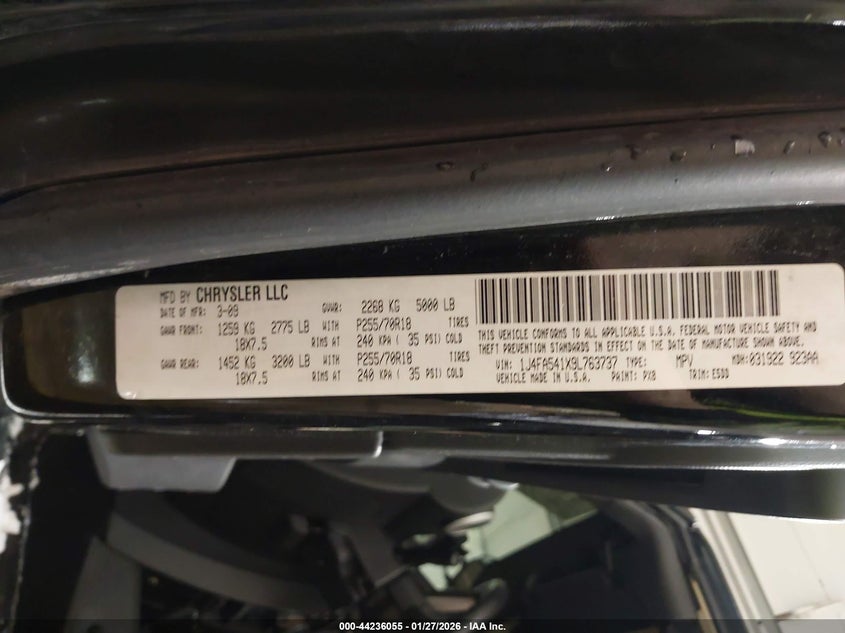 MFD BY CHRYSLER LLC
DATE OF MFR: 3-09 GVWR: 2268 KG 5000 LB
GAWR FRONT: 1259 KG 2775 LB WITH P255/70R18 TIRES
18X7.5 RIMS AT 240 KPA ( 35 PSI) COLD
GAWR REAR: 1452 KG 3200 LB WITH P255/70R18 TIRES
18X7.5 RIMS AT 240 KPA ( 35 PSI) COLD
THIS VEHICLE CONFORMS TO ALL APPLICABLE U.S.A. FEDERAL MOTOR VEHICLE SAFETY AND
THEFT PREVENTION STANDARDS IN EFFECT ON THE DATE OF MANUFACTURE SHOWN ABOVE.
VIN: 1J4FA541X9L763737 TYPE: MPV MDH: 031922 923AA
VEHICLE MADE IN U.S.A. PAINT: PX8 TRIM: E5DD
000-44236055 - 01/27/2026 - IAA Inc.